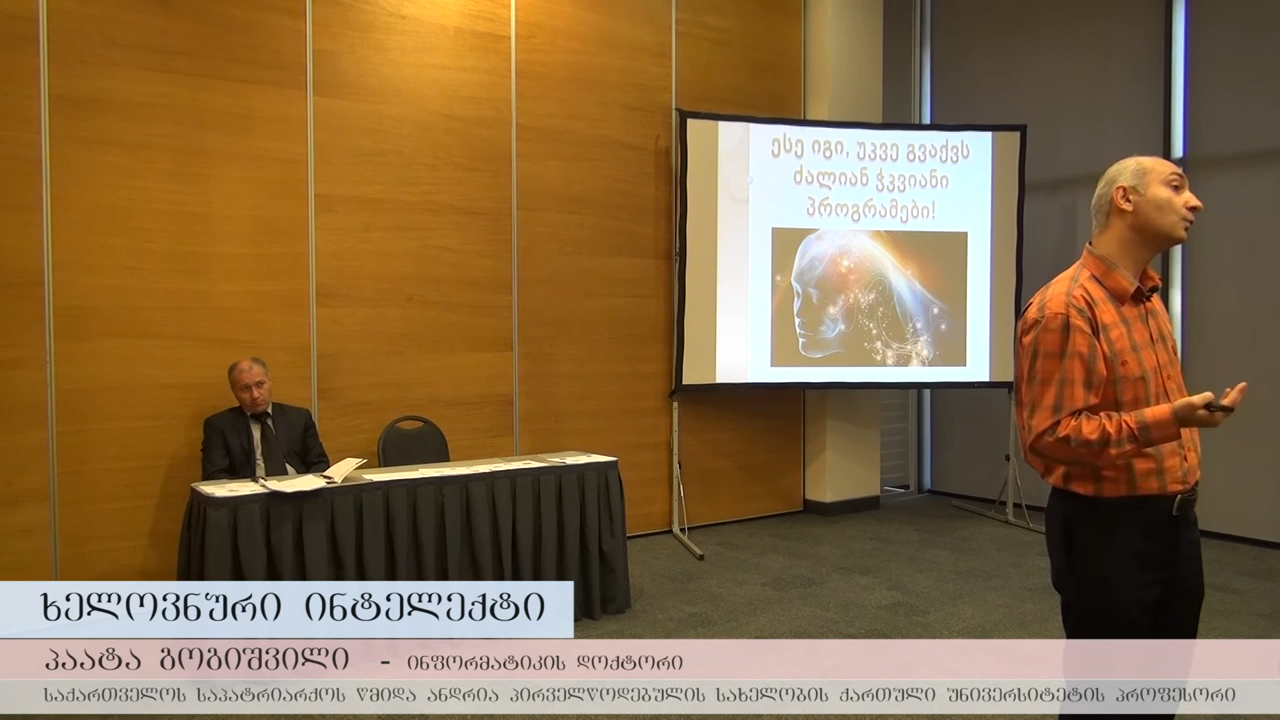 ესე იგი, უკვე გვაქვს
ძალიან ჭკვიანი
პროგრამები!
ხელოვნური ინტელექტი
პაატა გოგიშვილი - ინფორმატიკის დოქტორი
საქართველოს საპატრიარქოს წმიდა ანდრია პირველწოდებულის სახელობის ქართული უნივერსიტეტის პროფესორი